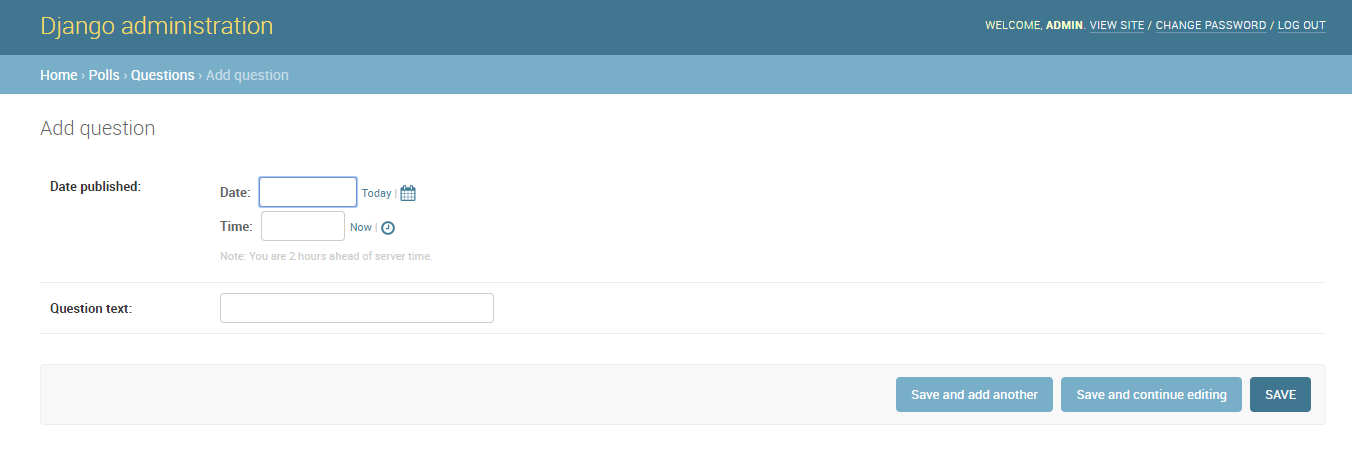 Django administration
WELCOME, ADMIN. VIEW SITE / CHANGE PASSWORD / LOG OUT
Home › Polls › Questions › Add question
Add question
Date published:
Date: Today |
Time: Now |
Note: You are 2 hours ahead of server time.
Question text:
Save and add another Save and continue editing SAVE